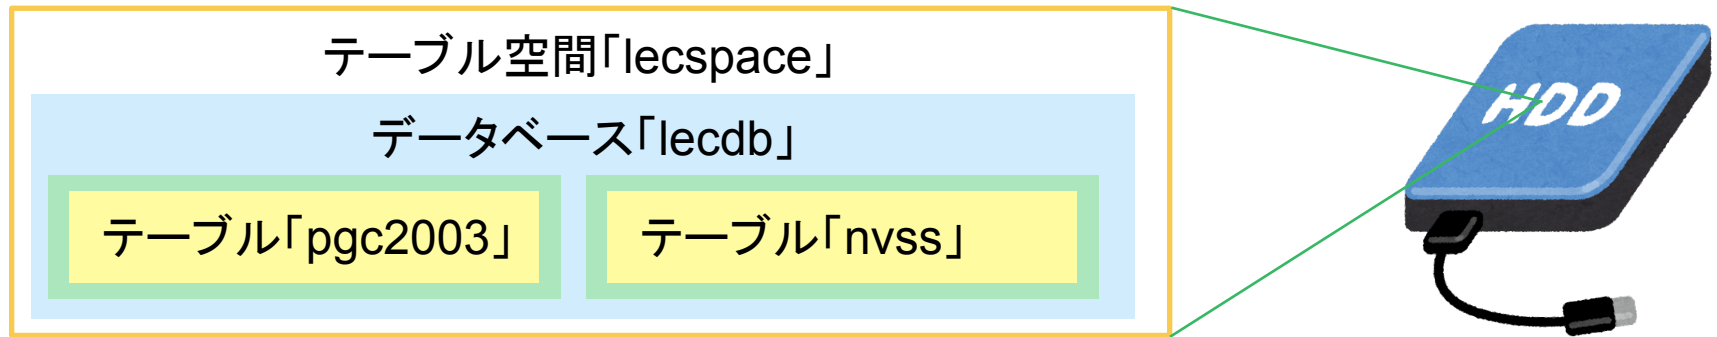 テーブル空間「lecspace」
データベース「lecdb」
テーブル「pgc2003」
テーブル「nvss」
HDD